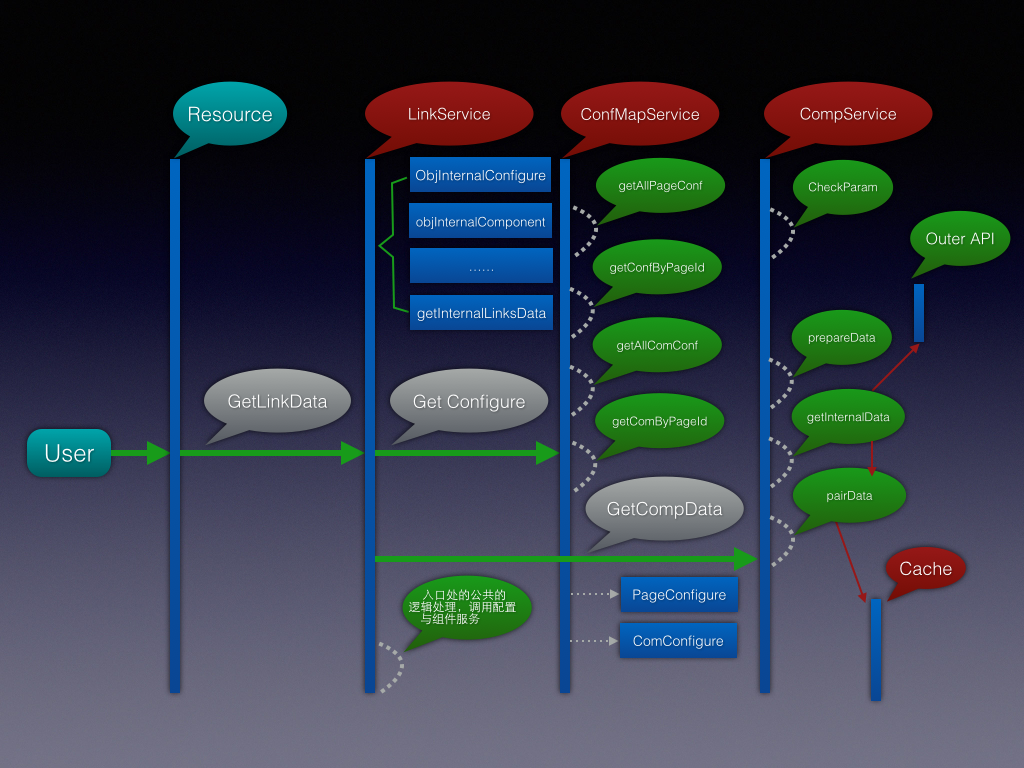 Resource
LinkService
ConfMapService
CompService
ObjInternalConfigure
getAllPageConf
CheckParam
objInternalComponent
Outer API
......
getConfByPageId
getInternalLinksData
getAllComConf
prepareData
GetLinkData
Get Configure
getComByPageId
getInternalData
User
pairData
GetCompData
Cache
入口处的公共的
逻辑处理，调用配置
与组件服务
PageConfigure
ComConfigure